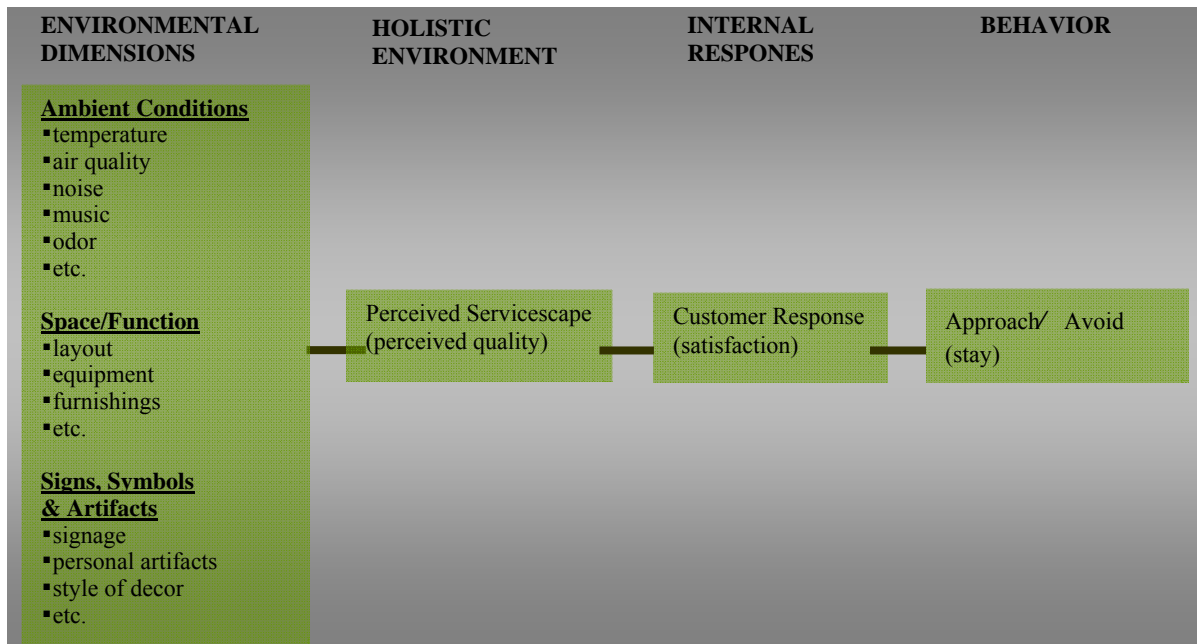 ENVIRONMENTAL
DIMENSIONS
HOLISTIC
ENVIRONMENT
INTERNAL
RESPONES
BEHAVIOR
Ambient Conditions
▪temperature
▪air quality
▪noise
▪music
▪odor
▪etc.
Space/Function
▪layout
▪equipment
▪furnishings
▪etc.
Signs, Symbols
& Artifacts
▪signage
▪personal artifacts
▪style of decor
▪etc.
Perceived Servicescape
(perceived quality)
Customer Response
(satisfaction)
Approach/ Avoid
(stay)